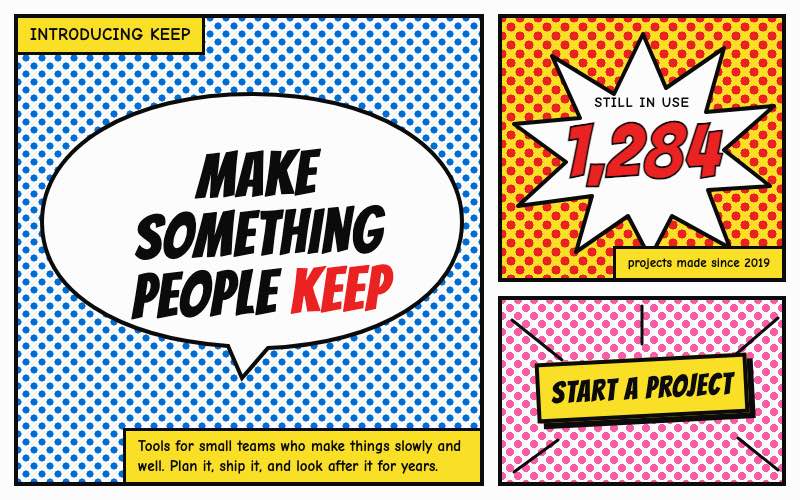 INTRODUCING KEEP
MAKE
SOMETHING
PEOPLE KEEP
Tools for small teams who make things slowly and
well. Plan it, ship it, and look after it for years.
STILL IN USE
1,284
projects made since 2019
START A PROJECT